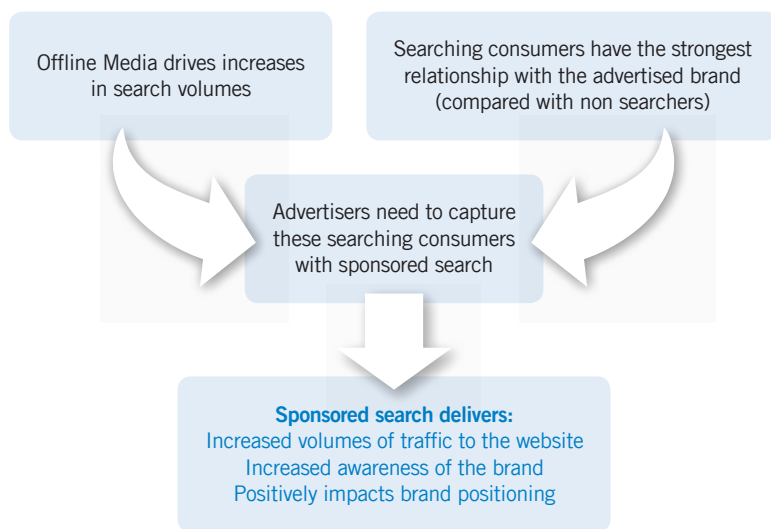 Offline Media drives increases
in search volumes
Searching consumers have the strongest
relationship with the advertised brand
(compared with non searchers)
Advertisers need to capture
these searching consumers
with sponsored search
Sponsored search delivers:
Increased volumes of traffic to the website
Increased awareness of the brand
Positively impacts brand positioning